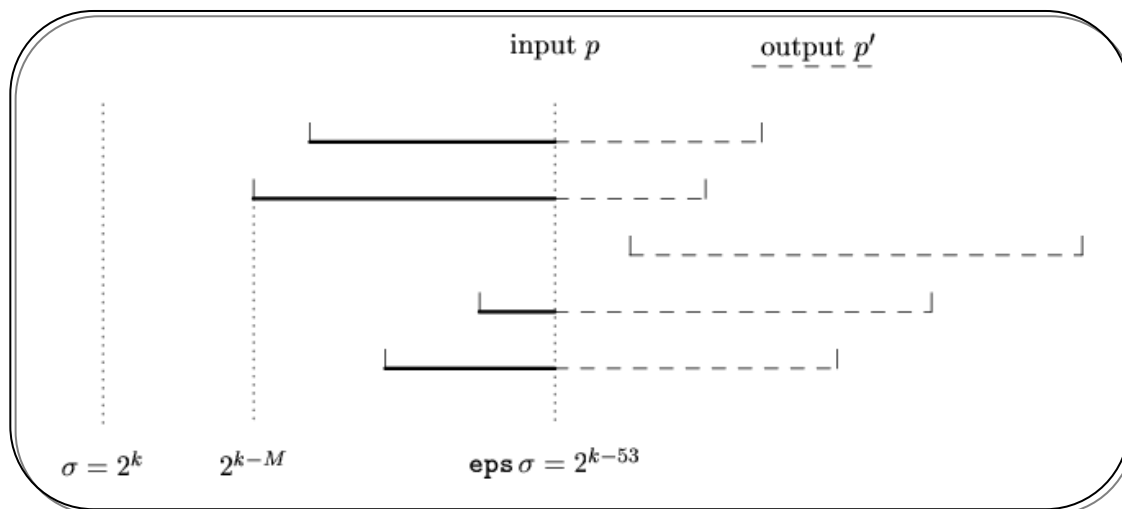 input p output p′
σ = 2^k 2^{k−M} eps σ = 2^{k−53}